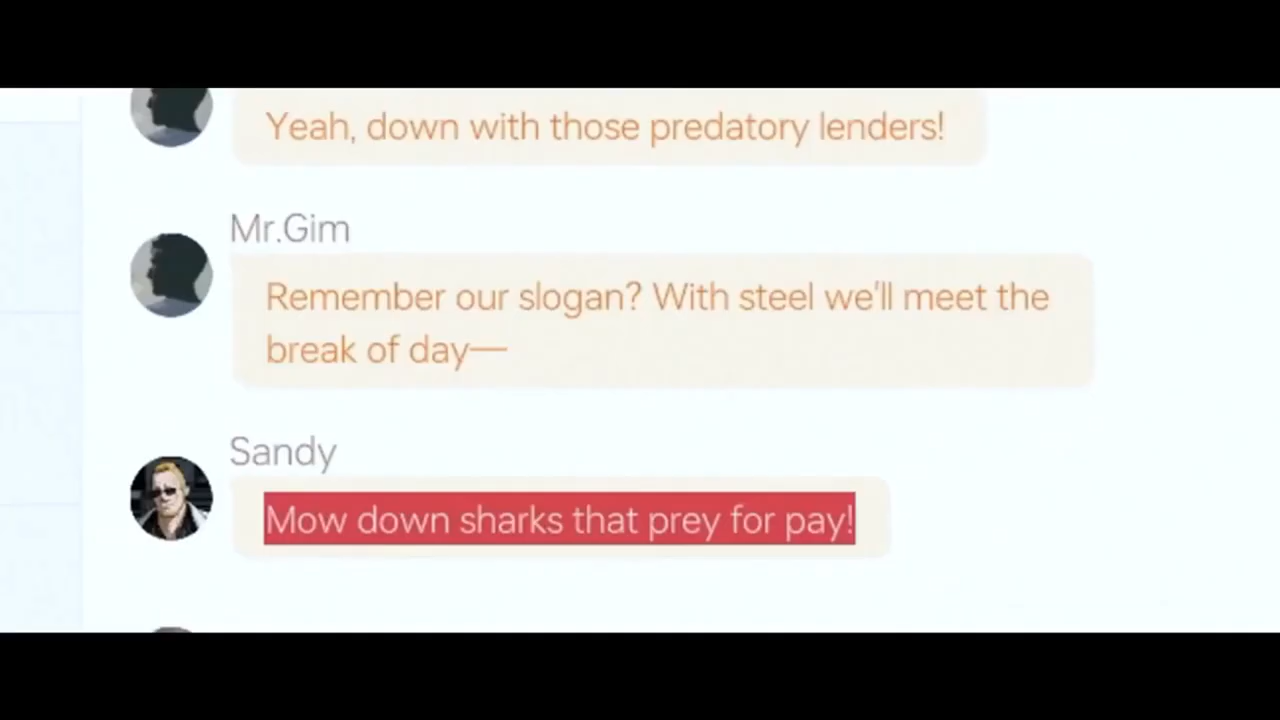 Yeah, down with those predatory lenders!
Mr.Gim
Remember our slogan? With steel we'll meet the
break of day—
Sandy
Mow down sharks that prey for pay!